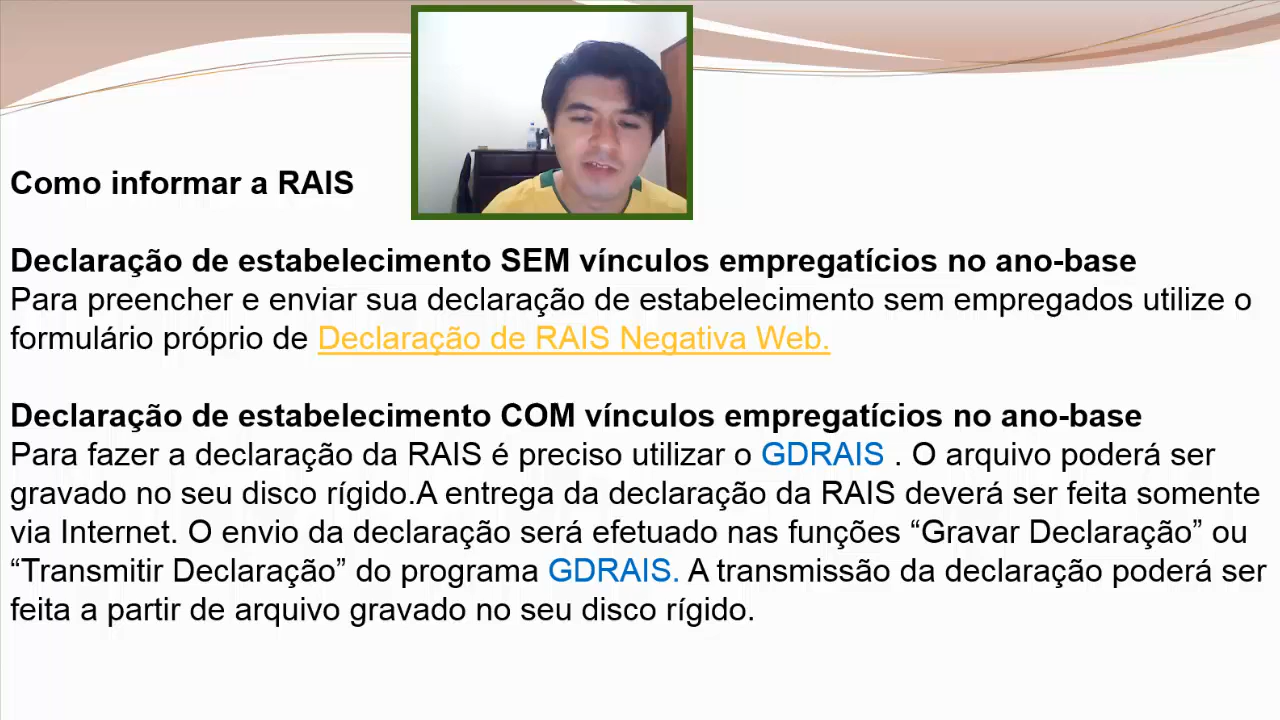 Como informar a RAIS
Declaração de estabelecimento SEM vínculos empregatícios no ano-base
Para preencher e enviar sua declaração de estabelecimento sem empregados utilize o
formulário próprio de Declaração de RAIS Negativa Web.
Declaração de estabelecimento COM vínculos empregatícios no ano-base
Para fazer a declaração da RAIS é preciso utilizar o GDRAIS . O arquivo poderá ser
gravado no seu disco rígido.A entrega da declaração da RAIS deverá ser feita somente
via Internet. O envio da declaração será efetuado nas funções “Gravar Declaração” ou
“Transmitir Declaração” do programa GDRAIS. A transmissão da declaração poderá ser
feita a partir de arquivo gravado no seu disco rígido.